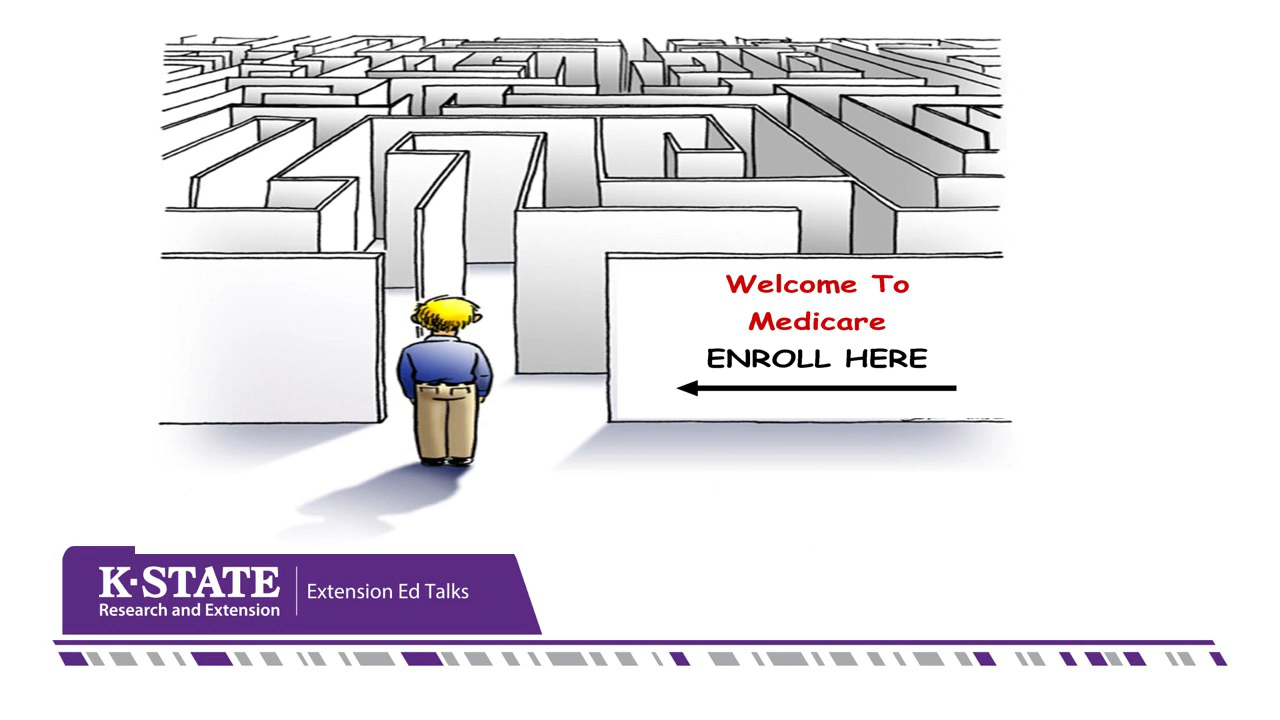 Welcome To
Medicare
ENROLL HERE
K·STATE
Research and Extension
Extension Ed Talks